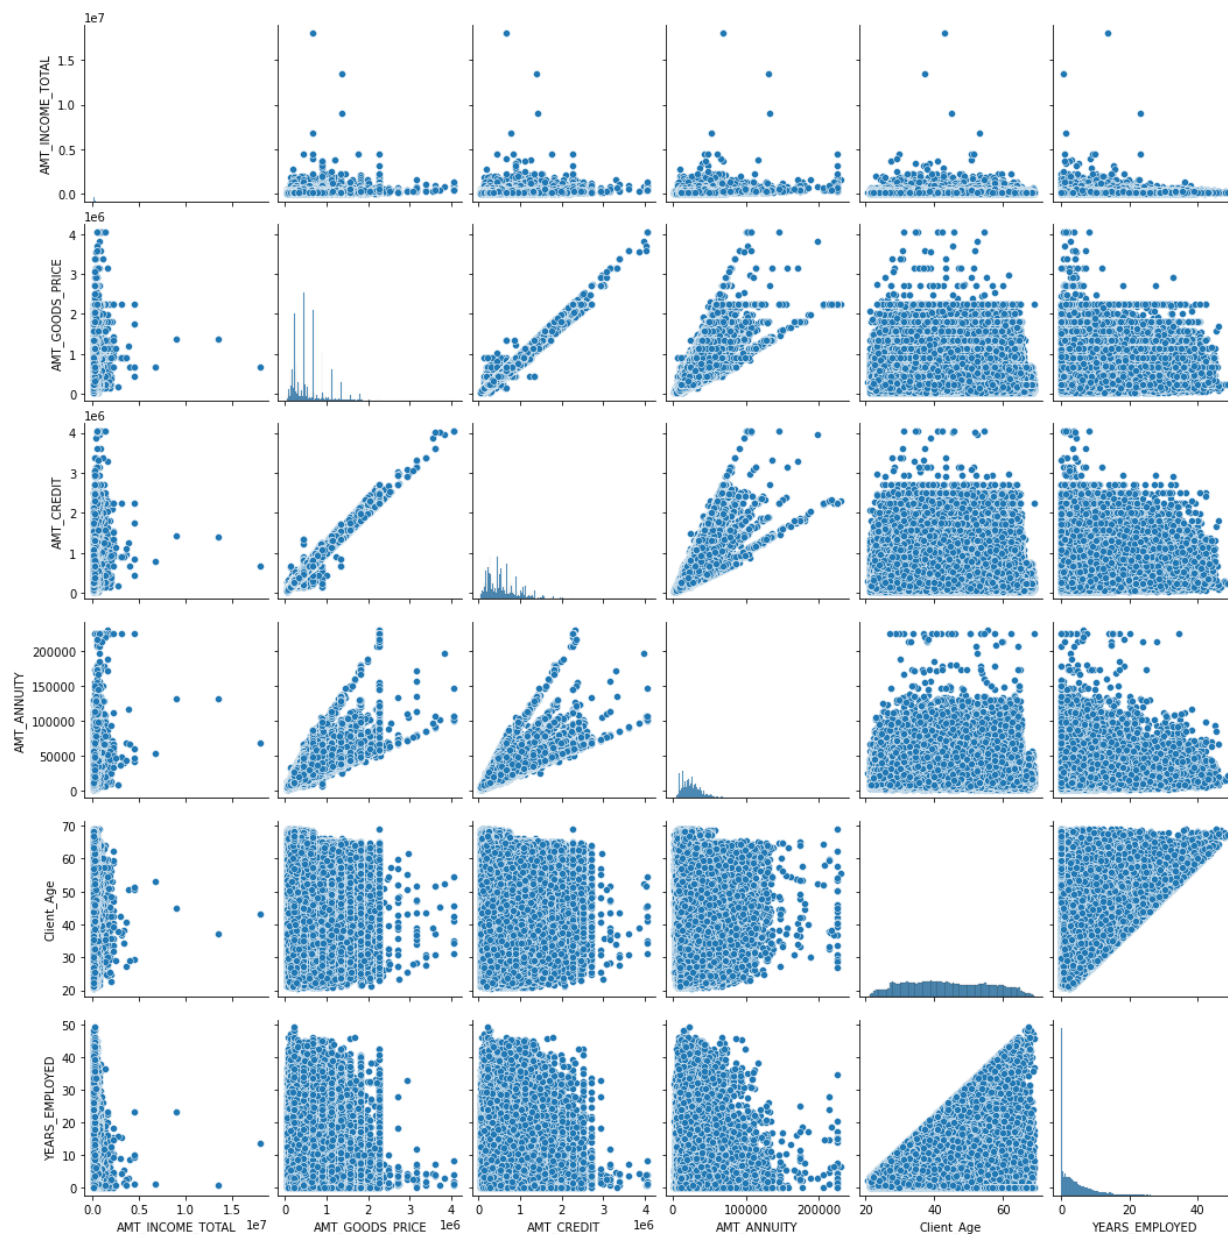 1e7
1.5
1.0
0.5
0.0
AMT_INCOME_TOTAL
1e6
4
3
2
1
0
AMT_GOODS_PRICE
1e6
4
3
2
1
0
AMT_CREDIT
200000
150000
100000
50000
0
AMT_ANNUITY
70
60
50
40
30
20
Client_Age
50
40
30
20
10
0
YEARS_EMPLOYED
0.0 0.5 1.0 1.5 0 1 2 3 4 0 1 2 3 4 0 100000 200000 20 40 60 0 20 40
1e7 1e6 1e6
AMT_INCOME_TOTAL AMT_GOODS_PRICE AMT_CREDIT AMT_ANNUITY Client_Age YEARS_EMPLOYED